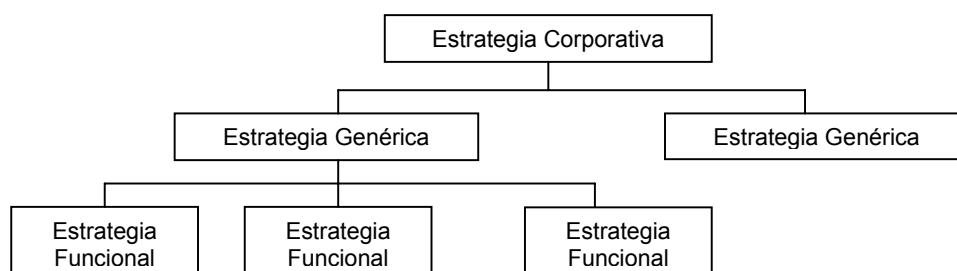 Estrategia Corporativa
Estrategia Genérica
Estrategia Genérica
Estrategia
Funcional
Estrategia
Funcional
Estrategia
Funcional